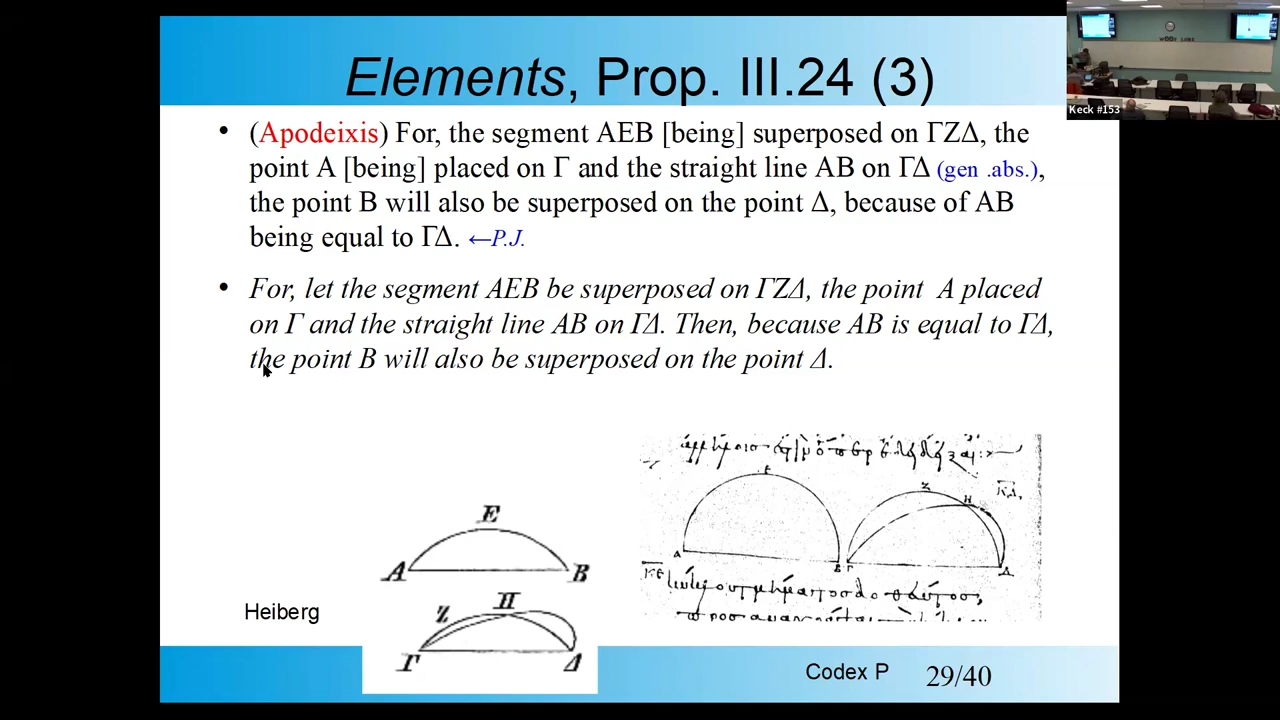 Elements, Prop. III.24 (3)
Keck #153
• (Apodeixis) For, the segment AEB [being] superposed on ΓΖΔ, the
point A [being] placed on Γ and the straight line AB on ΓΔ (gen .abs.),
the point B will also be superposed on the point Δ, because of AB
being equal to ΓΔ. ←P.J.
• For, let the segment AEB be superposed on ΓΖΔ, the point A placed
on Γ and the straight line AB on ΓΔ. Then, because AB is equal to ΓΔ,
the point B will also be superposed on the point Δ.
E
A B
Z H
Γ Δ
Heiberg
Z H
A Γ Δ
Codex P 29/40